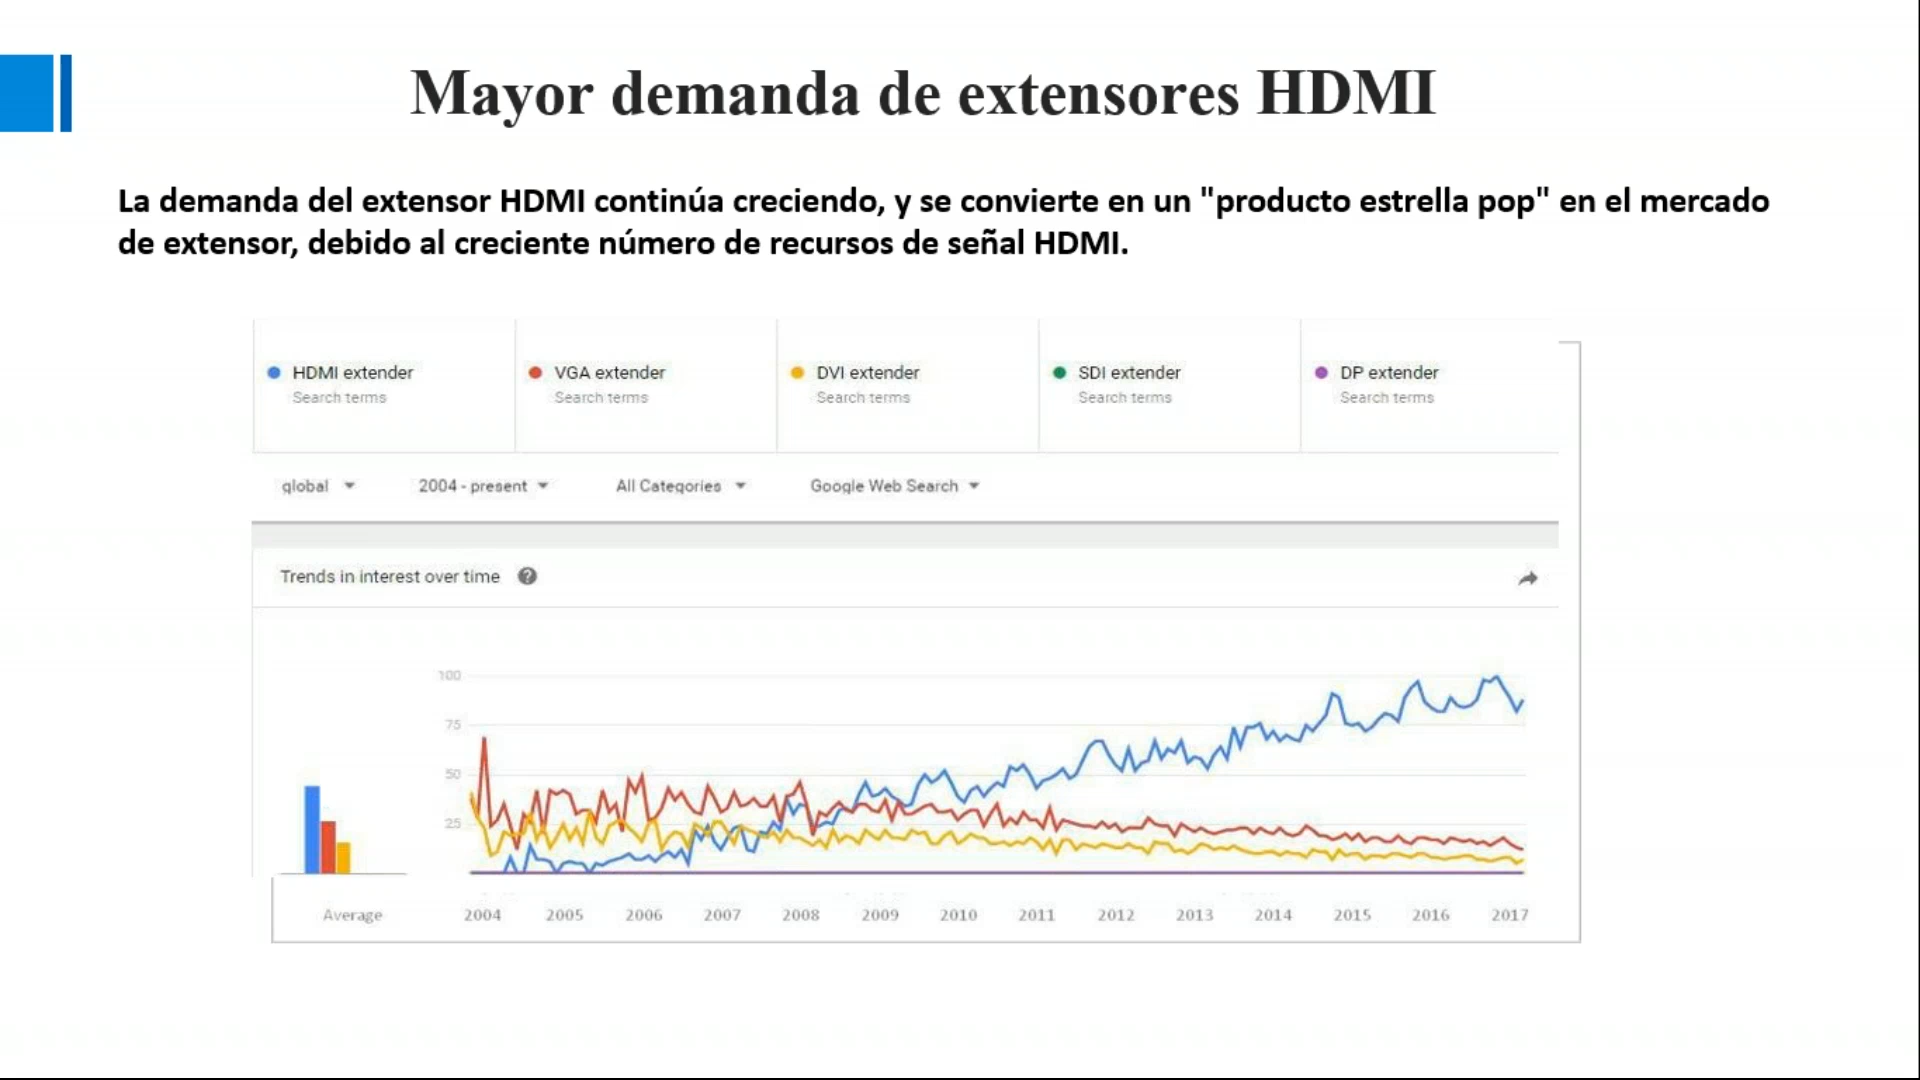 Mayor demanda de extensores HDMI
La demanda del extensor HDMI continúa creciendo, y se convierte en un "producto estrella pop" en el mercado
de extensor, debido al creciente número de recursos de señal HDMI.
HDMI extender
Search terms
VGA extender
Search terms
DVI extender
Search terms
SDI extender
Search terms
DP extender
Search terms
global
2004 - present
All Categories
Google Web Search
Trends in interest over time
100
75
50
25
Average
2004 2005 2006 2007 2008 2009 2010 2011 2012 2013 2014 2015 2016 2017